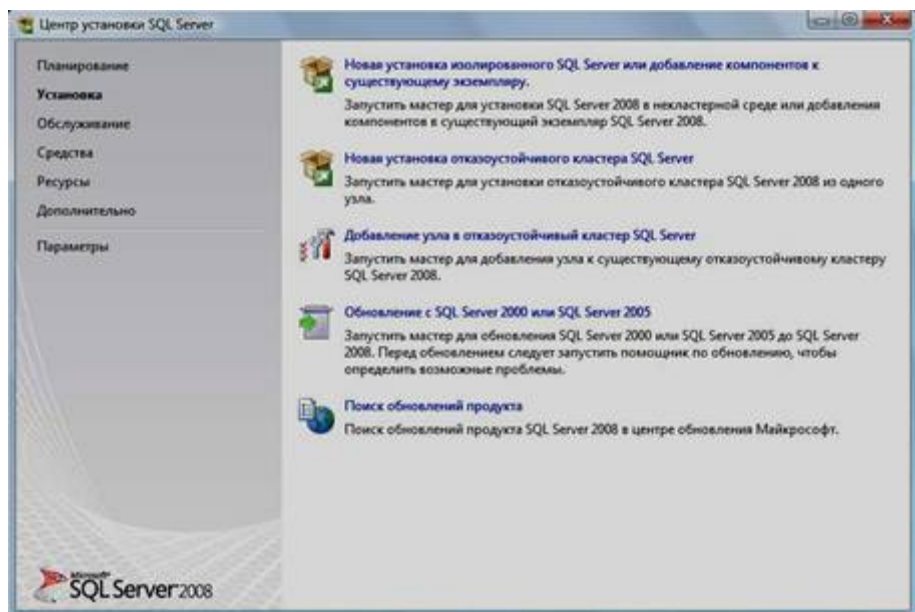 Центр установки SQL Server
Планирование
Установка
Обслуживание
Средства
Ресурсы
Дополнительно
Параметры
Новая установка изолированного SQL Server или добавление компонентов к
существующему экземпляру.
Запустить мастер для установки SQL Server 2008 в некластерной среде или добавления
компонентов в существующий экземпляр SQL Server 2008.
Новая установка отказоустойчивого кластера SQL Server
Запустить мастер для установки отказоустойчивого кластера SQL Server 2008 из одного
узла.
Добавление узла в отказоустойчивый кластер SQL Server
Запустить мастер для добавления узла к существующему отказоустойчивому кластеру
SQL Server 2008.
Обновление с SQL Server 2000 или SQL Server 2005
Запустить мастер для обновления SQL Server 2000 или SQL Server 2005 до SQL Server
2008. Перед обновлением следует запустить помощник по обновлению, чтобы
определить возможные проблемы.
Поиск обновлений продукта
Поиск обновлений продукта SQL Server 2008 в центре обновления Майкрософт.
Microsoft
SQL Server 2008